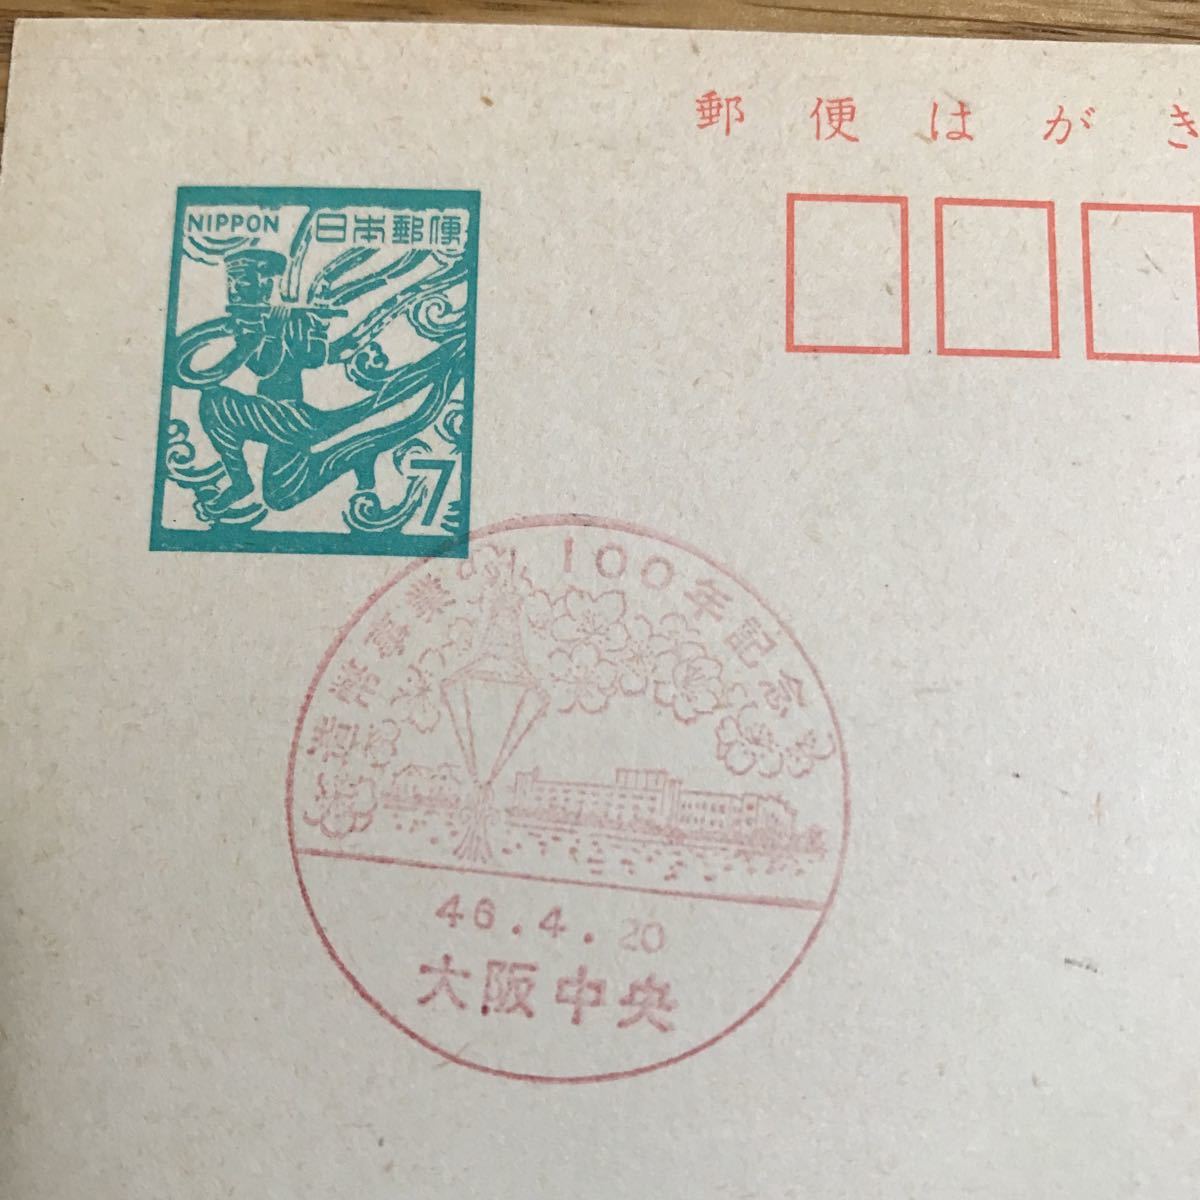 郵便はがき
NIPPON 日本郵便
7
造幣事業 100年記念
46.4.20
大阪中央